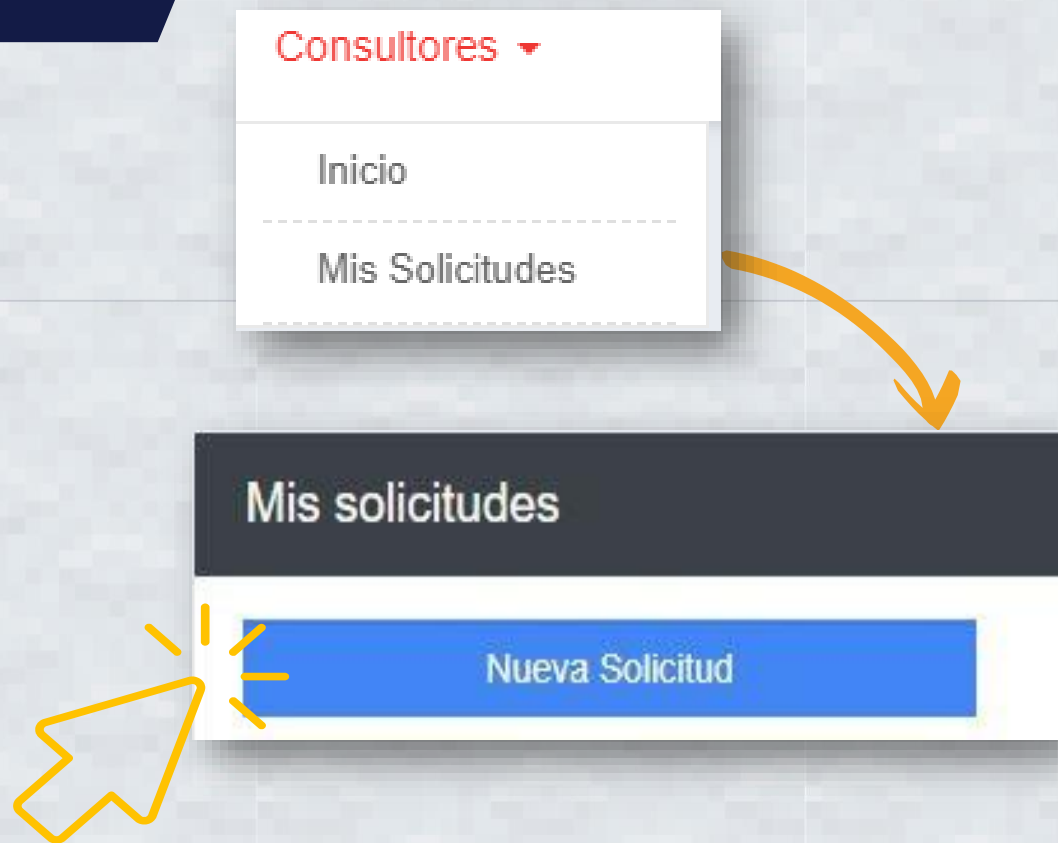 Consultores
Inicio
Mis Solicitudes
Mis solicitudes
Nueva Solicitud